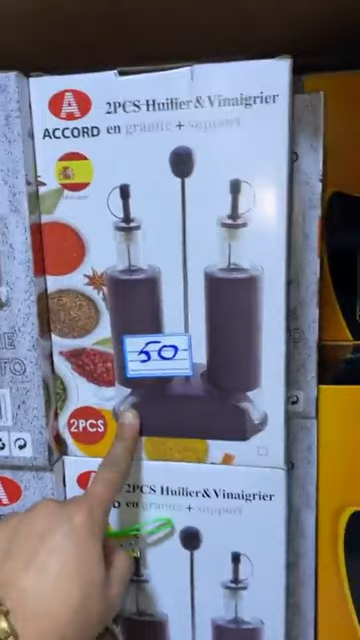 A
ACCORD
2PCS Huilier & Vinaigrier
en granite + support
50
2PCS
2PCS Huilier & Vinaigrier
en granite + support